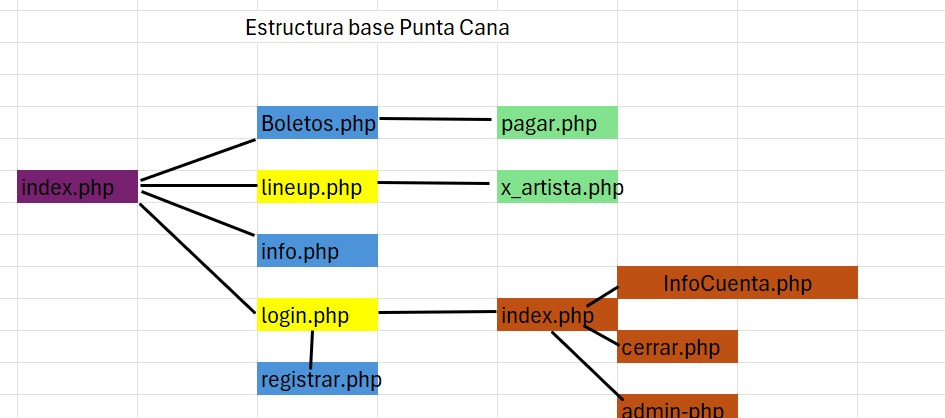 Estructura base Punta Cana
Boletos.php
pagar.php
index.php
lineup.php
x_artista.php
info.php
InfoCuenta.php
login.php
index.php
cerrar.php
registrar.php
admin-php